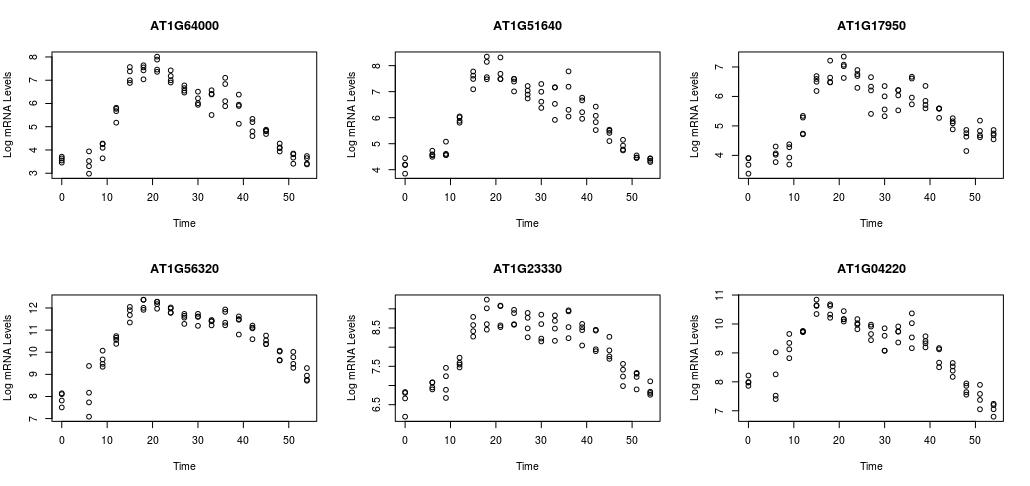 AT1G64000
Log mRNA Levels
3 4 5 6 7 8
0 10 20 30 40 50
Time
AT1G51640
Log mRNA Levels
4 5 6 7 8
0 10 20 30 40 50
Time
AT1G17950
Log mRNA Levels
4 5 6 7
0 10 20 30 40 50
Time
AT1G56320
Log mRNA Levels
7 8 9 10 11 12
0 10 20 30 40 50
Time
AT1G23330
Log mRNA Levels
6.5 7.5 8.5
0 10 20 30 40 50
Time
AT1G04220
Log mRNA Levels
7 8 9 10 11
0 10 20 30 40 50
Time